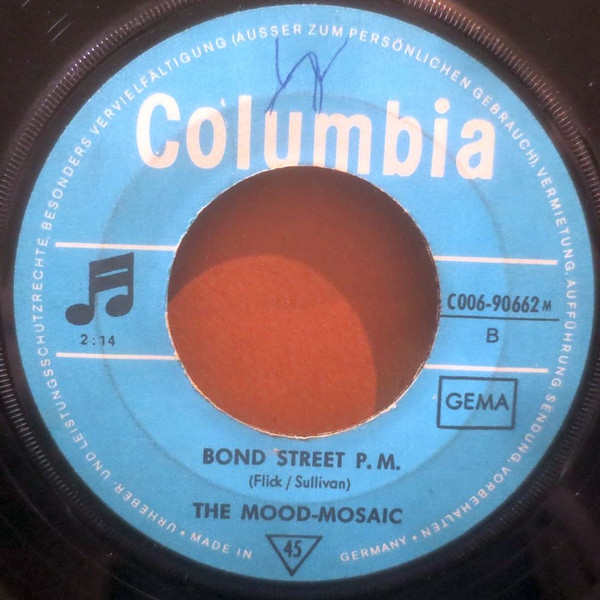 URHEBER- UND LEISTUNGSSCHUTZRECHTE, BESONDERS VERVIELFÄLTIGUNG (AUSSER ZUM PERSÖNLICHEN GEBRAUCH), VERMIETUNG, AUFFÜHRUNG, SENDUNG VORBEHALTEN
Columbia
2:14
C006-90662 M
B
GEMA
BOND STREET P.M.
(Flick / Sullivan)
THE MOOD-MOSAIC
• MADE IN GERMANY •
45